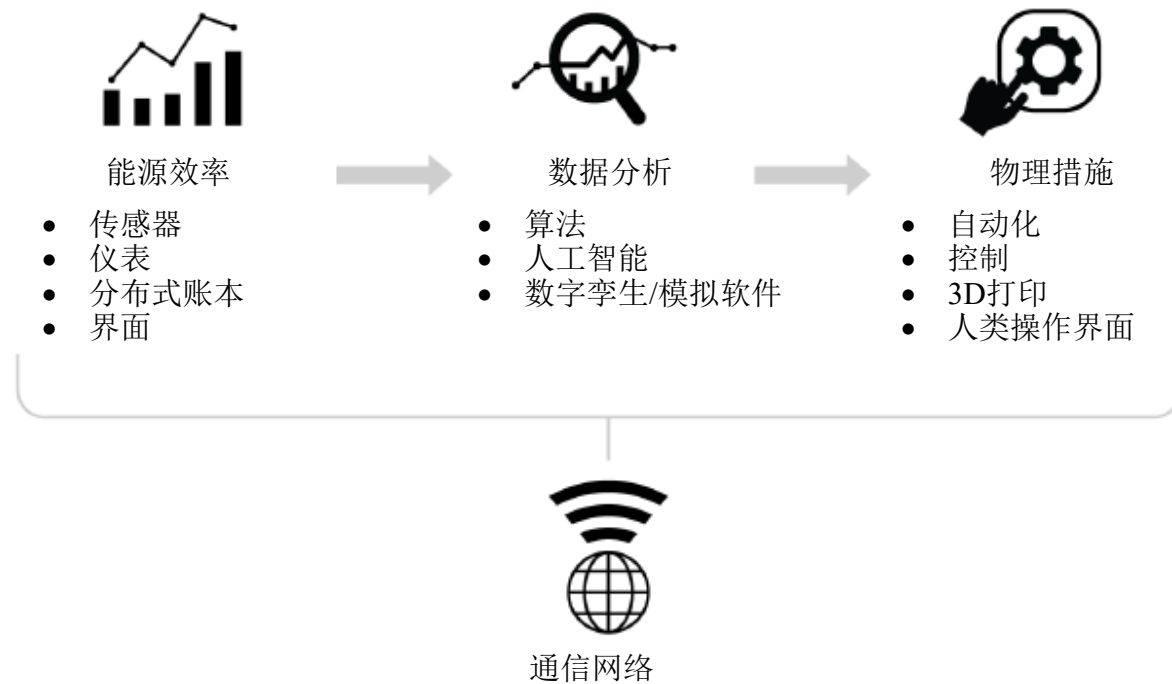 能源效率
传感器
仪表
分布式账本
界面
数据分析
算法
人工智能
数字孪生/模拟软件
物理措施
自动化
控制
3D打印
人类操作界面
通信网络